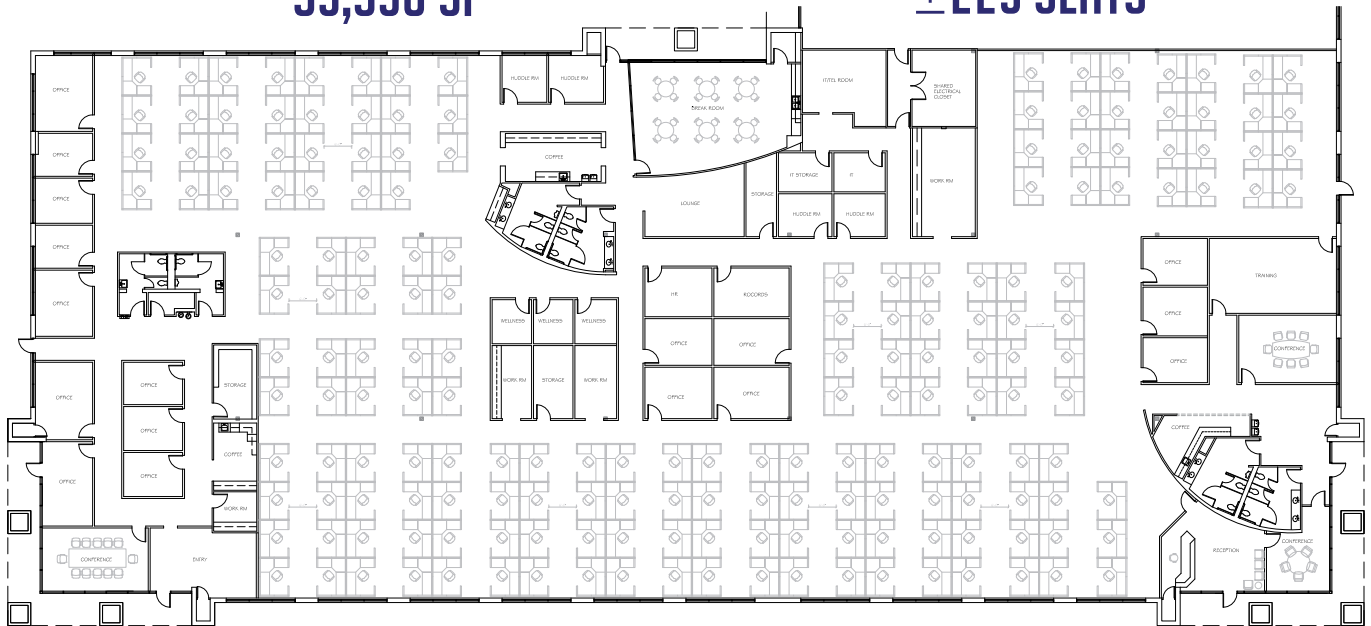 SF
SEATS
OFFICE
HUDDLE RM
HUDDLE RM
BREAK ROOM
IT/TEL ROOM
SHARED
ELECTRICAL
CLOSET
OFFICE
COFFEE
OFFICE
LOUNGE
STORAGE
IT STORAGE
IT
WORK RM
HUDDLE RM
HUDDLE RM
OFFICE
OFFICE
HR
ROCORDS
OFFICE
TRAINING
WELLNESS
WELLNESS
WELLNESS
OFFICE
OFFICE
OFFICE
CONFERENCE
OFFICE
OFFICE
OFFICE
STORAGE
WORK RM
STORAGE
WORK RM
OFFICE
OFFICE
OFFICE
COFFEE
COFFEE
OFFICE
OFFICE
WORK RM
CONFERENCE
ENTRY
RECEPTION
CONFERENCE